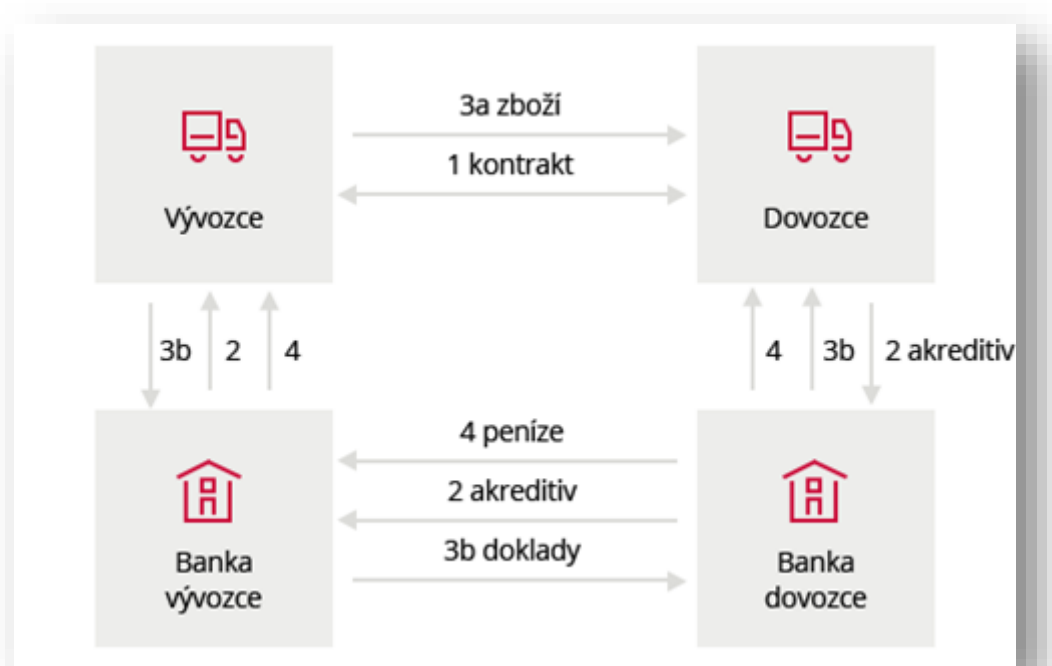 3a zboží
1 kontrakt
Vývozce
Dovozce
3b
2
4
4
3b
2 akreditiv
4 peníze
2 akreditiv
3b doklady
Banka
vývozce
Banka
dovozce